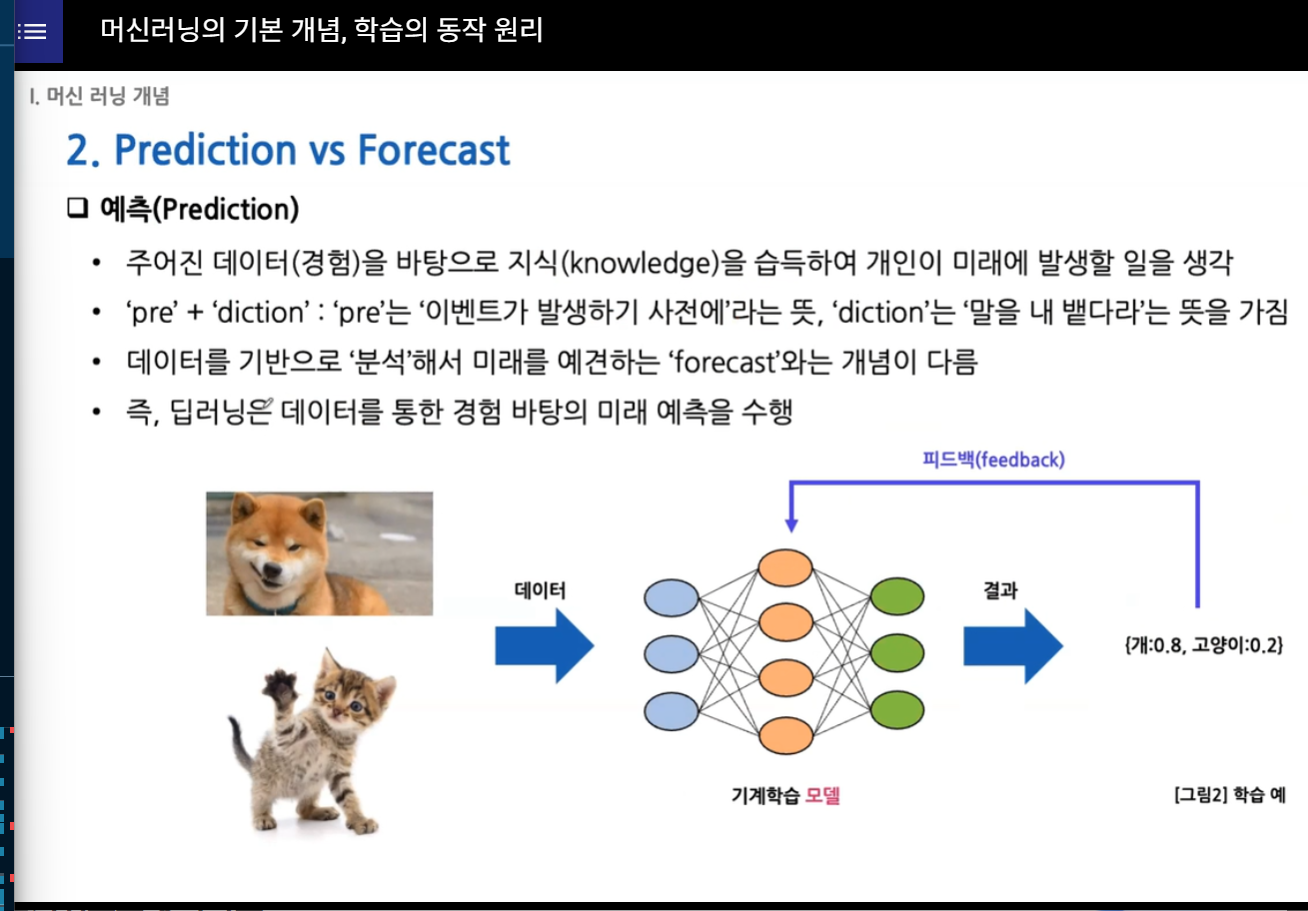 머신러닝의 기본 개념, 학습의 동작 원리
I. 머신 러닝 개념
2. Prediction vs Forecast
❑ 예측(Prediction)
• 주어진 데이터(경험)을 바탕으로 지식(knowledge)을 습득하여 개인이 미래에 발생할 일을 생각
• ‘pre’ + ‘diction’ : ‘pre’는 ‘이벤트가 발생하기 사전에’라는 뜻, ‘diction’는 ‘말을 내 뱉다라’는 뜻을 가짐
• 데이터를 기반으로 ‘분석’해서 미래를 예견하는 ‘forecast’와는 개념이 다름
• 즉, 딥러닝은 데이터를 통한 경험 바탕의 미래 예측을 수행
피드백(feedback)
데이터
결과
{개:0.8, 고양이:0.2}
기계학습 모델
[그림2] 학습 예